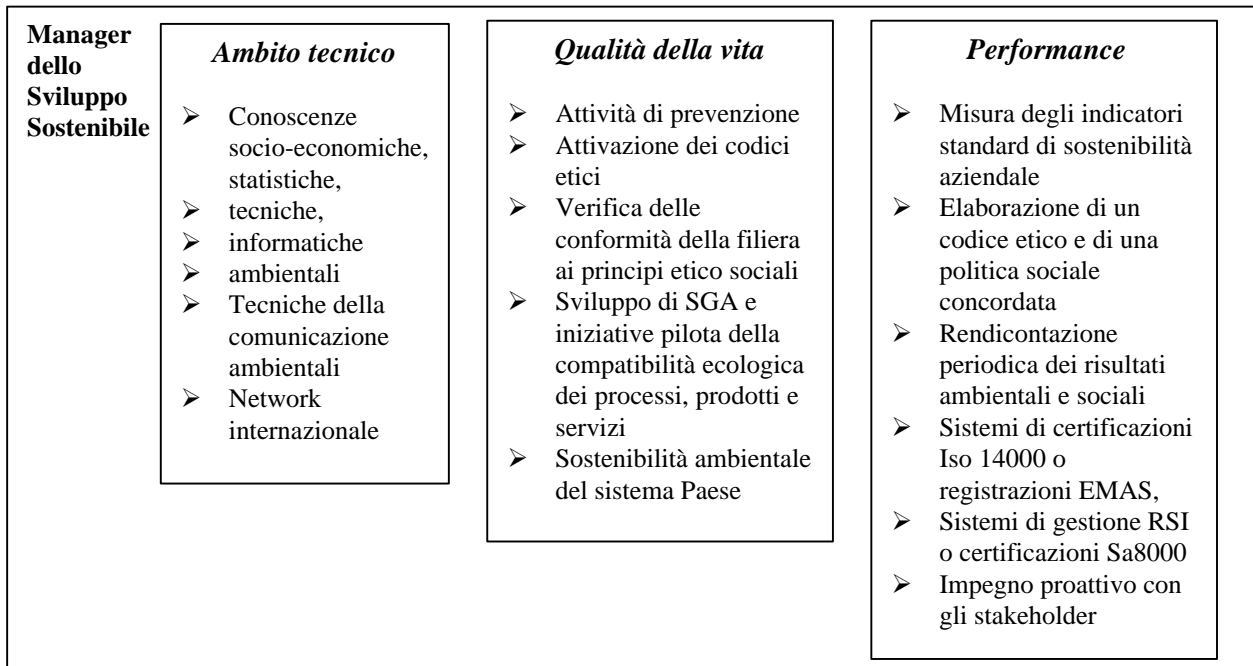 Manager
dello
Sviluppo
Sostenibile
Ambito tecnico
➢ Conoscenze
socio-economiche,
statistiche,
➢ tecniche,
➢ informatiche
➢ ambientali
➢ Tecniche della
comunicazione
ambientali
➢ Network
internazionale
Qualità della vita
➢ Attività di prevenzione
➢ Attivazione dei codici
etici
➢ Verifica delle
conformità della filiera
ai principi etico sociali
➢ Sviluppo di SGA e
iniziative pilota della
compatibilità ecologica
dei processi, prodotti e
servizi
➢ Sostenibilità ambientale
del sistema Paese
Performance
➢ Misura degli indicatori
standard di sostenibilità
aziendale
➢ Elaborazione di un
codice etico e di una
politica sociale
concordata
➢ Rendicontazione
periodica dei risultati
ambientali e sociali
➢ Sistemi di certificazioni
Iso 14000 o
registrazioni EMAS,
➢ Sistemi di gestione RSI
o certificazioni Sa8000
➢ Impegno proattivo con
gli stakeholder